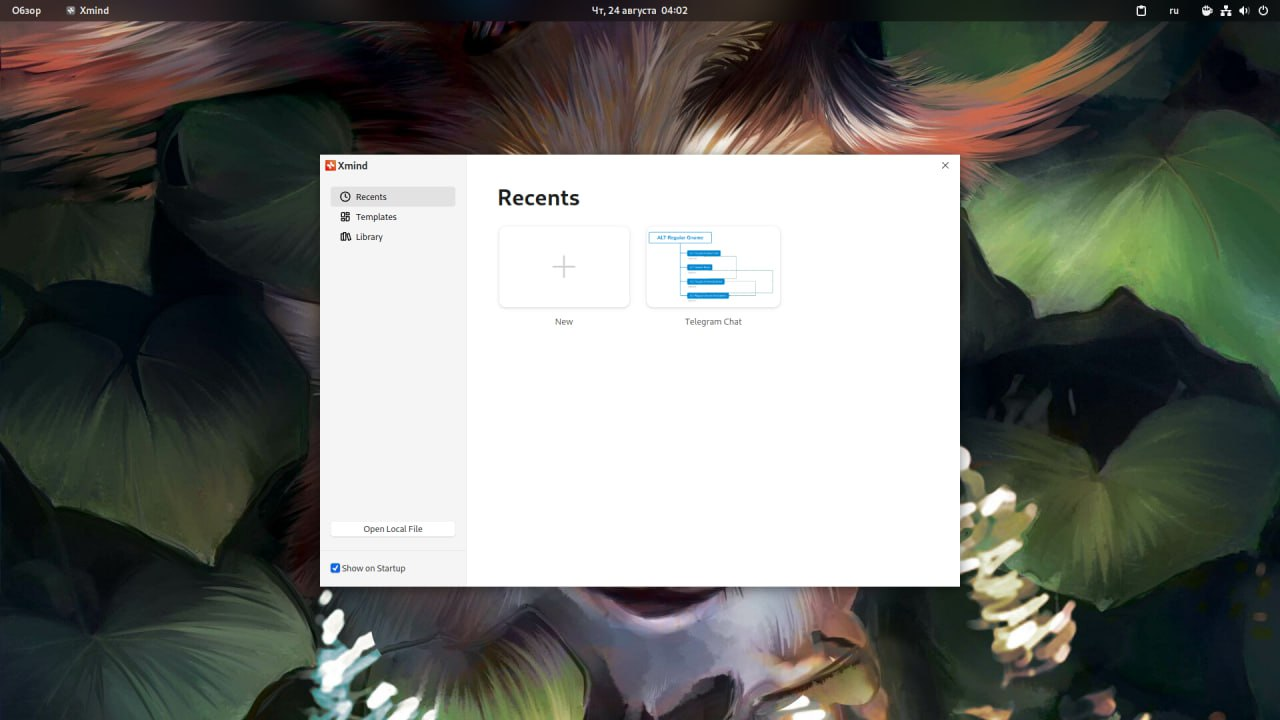 Обзор
Xmind
Чт, 24 августа 04:02
ru
Xmind
Recents
Templates
Library
Open Local File
Show on Startup
Recents
New
ALT Regular Gnome
Telegram Chat